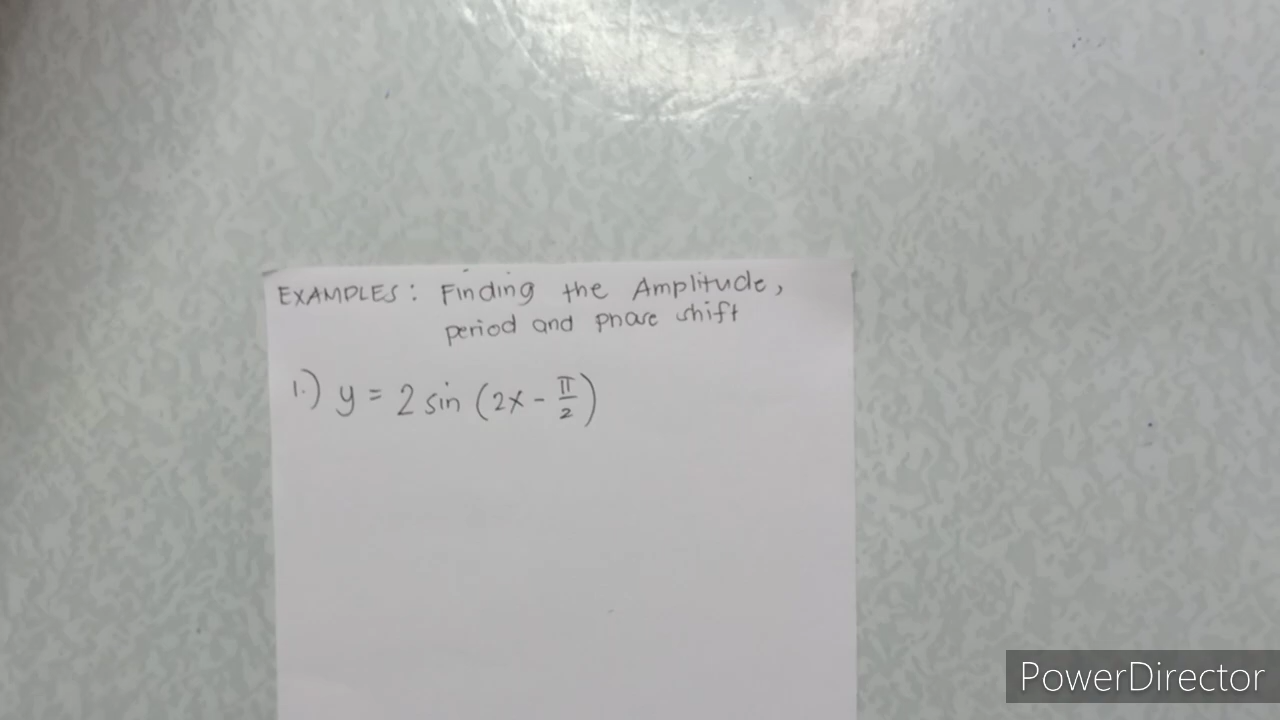 EXAMPLES: Finding the Amplitude,
period and phase shift
1.) y = 2 sin (2x - π/2)
PowerDirector